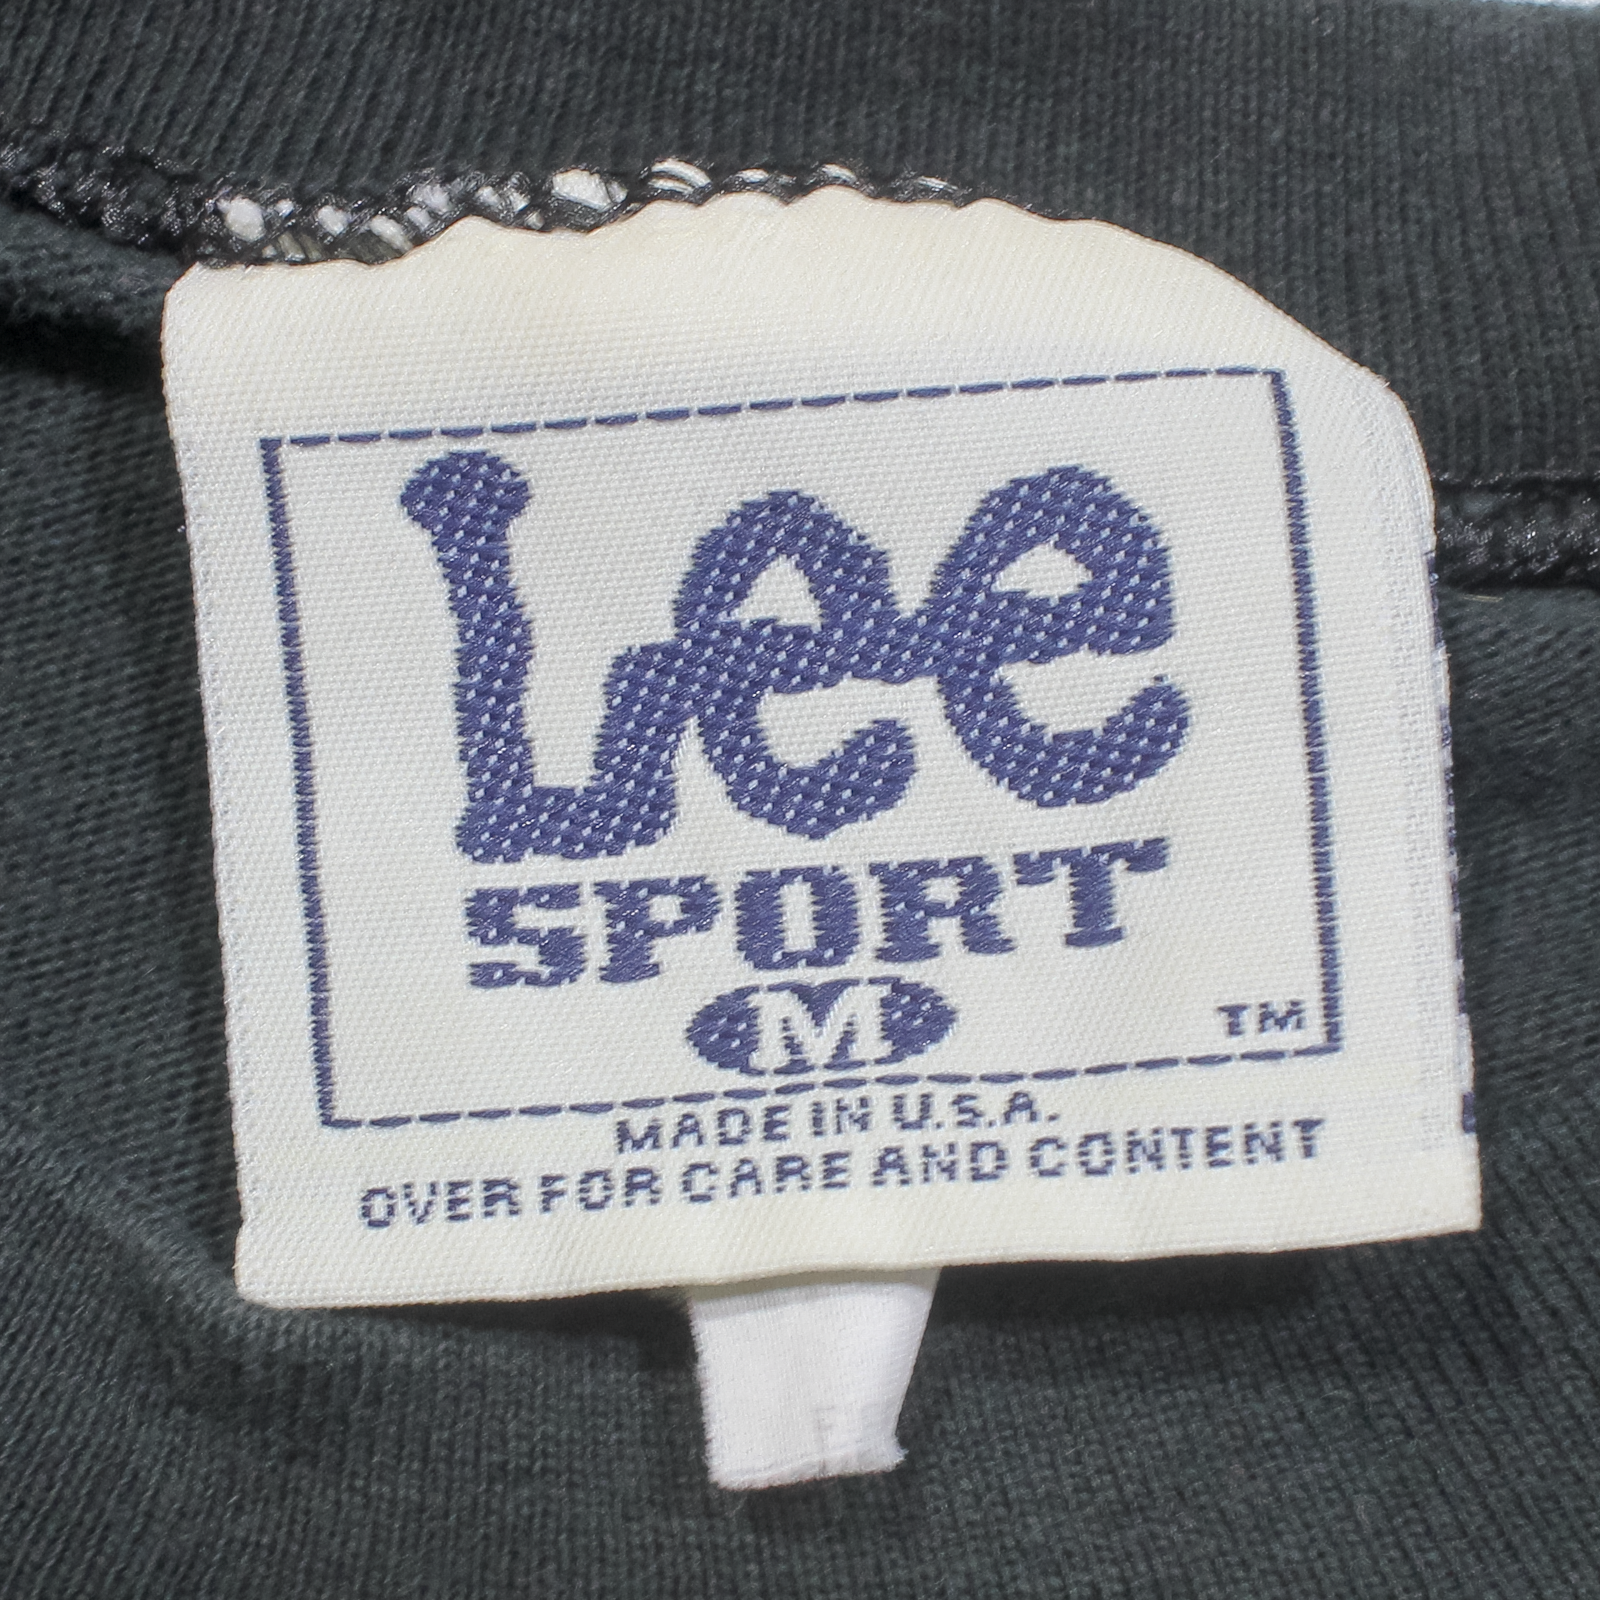 Lee
SPORT
M
TM
MADE IN U.S.A.
OVER FOR CARE AND CONTENT